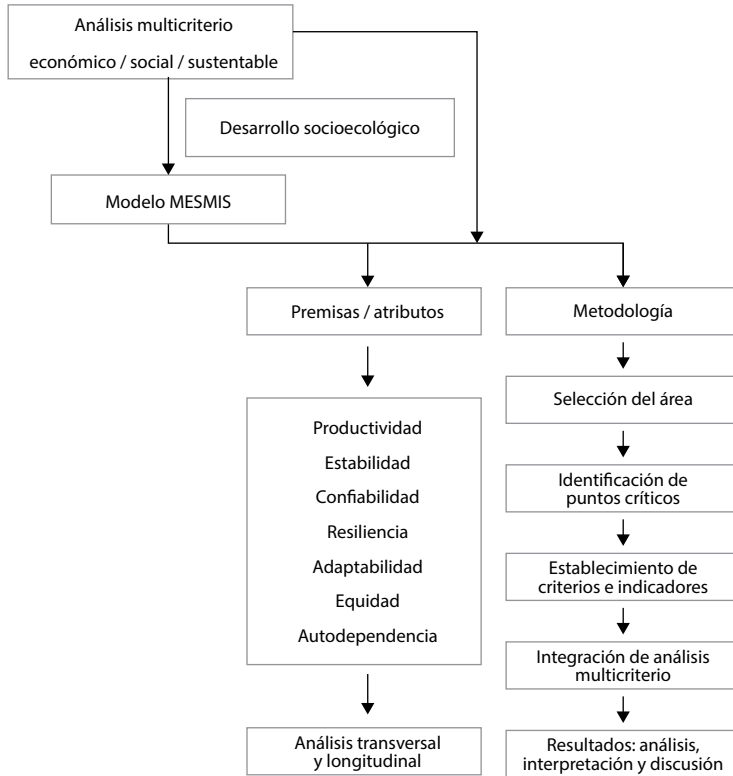 Análisis multicriterio
económico / social / sustentable
Desarrollo socioecológico
Modelo MESMIS
Premisas / atributos
Metodología
Productividad
Estabilidad
Confiabilidad
Resiliencia
Adaptabilidad
Equidad
Autodependencia
Análisis transversal
y longitudinal
Selección del área
Identificación de
puntos críticos
Establecimiento de
criterios e indicadores
Integración de análisis
multicriterio
Resultados: análisis,
interpretación y discusión